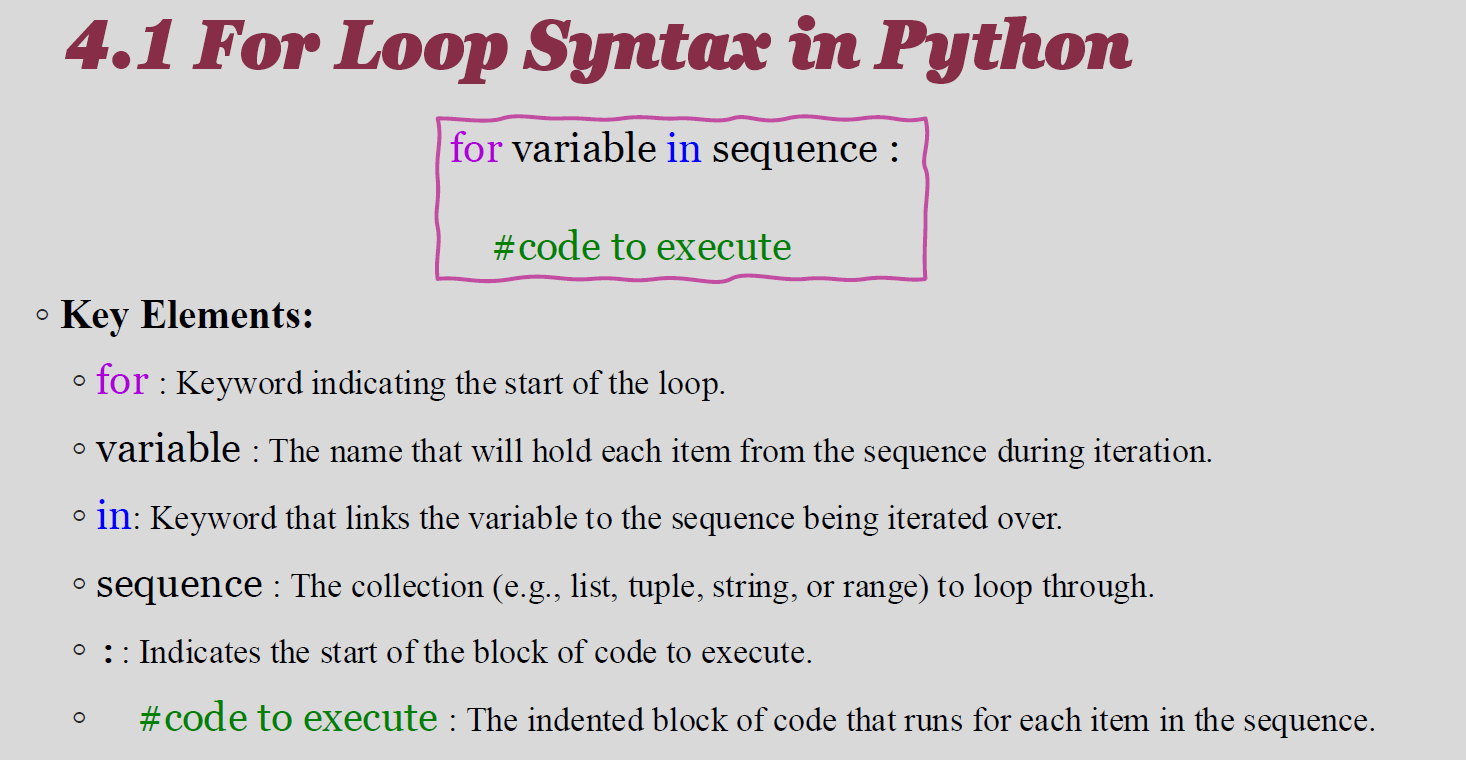 4.1 For Loop Syntax in Python
for variable in sequence :
#code to execute
Key Elements:
for : Keyword indicating the start of the loop.
variable : The name that will hold each item from the sequence during iteration.
in: Keyword that links the variable to the sequence being iterated over.
sequence : The collection (e.g., list, tuple, string, or range) to loop through.
: : Indicates the start of the block of code to execute.
#code to execute : The indented block of code that runs for each item in the sequence.